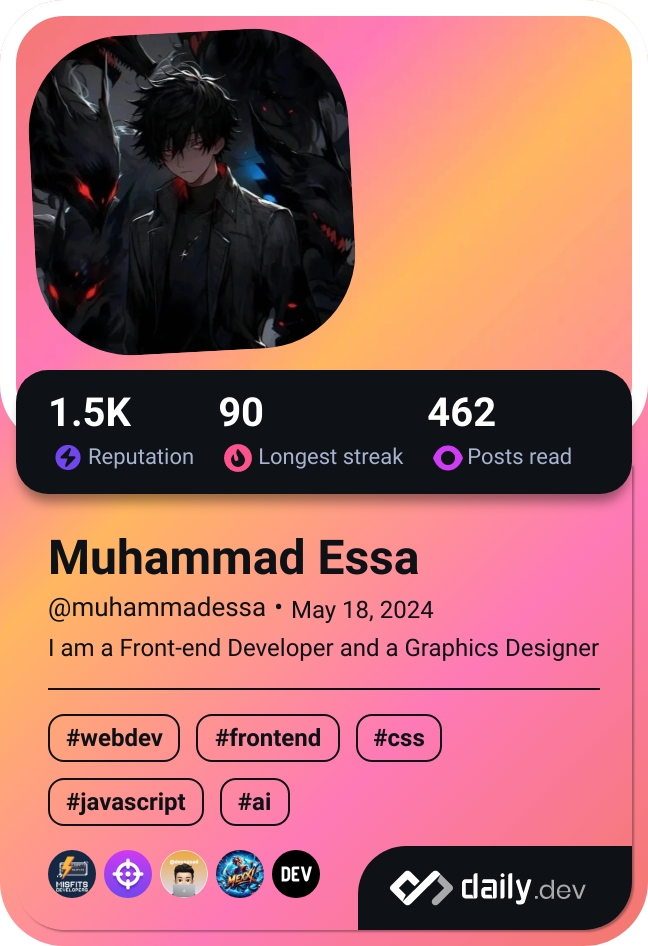 1.5K 90 462
Reputation Longest streak Posts read
Muhammad Essa
@muhammadessa • May 18, 2024
I am a Front-end Developer and a Graphics Designer
#webdev #frontend #css
#javascript #ai
MISFITS
DEVELOPERS
DEV
daily.dev